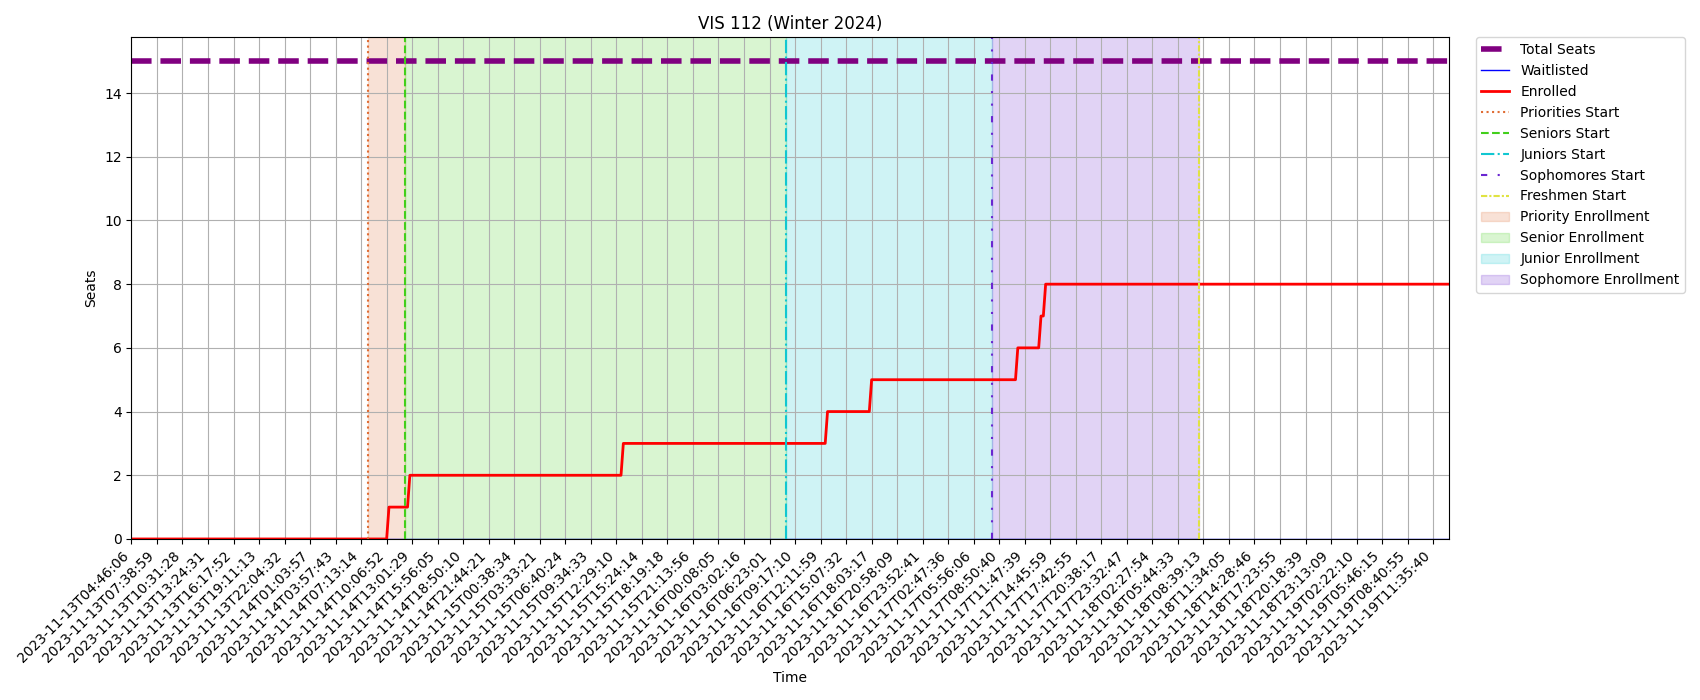 VIS 112 (Winter 2024)
Seats
14
12
10
8
6
4
2
0
2023-11-13T04:46:06
2023-11-13T07:38:59
2023-11-13T10:31:28
2023-11-13T13:24:31
2023-11-13T16:17:52
2023-11-13T19:11:13
2023-11-13T22:04:32
2023-11-14T01:03:57
2023-11-14T03:57:43
2023-11-14T07:13:14
2023-11-14T10:06:52
2023-11-14T13:01:29
2023-11-14T15:56:05
2023-11-14T18:50:10
2023-11-14T21:44:21
2023-11-15T00:38:34
2023-11-15T03:33:21
2023-11-15T06:40:24
2023-11-15T09:34:33
2023-11-15T12:29:10
2023-11-15T15:24:14
2023-11-15T18:19:18
2023-11-15T21:13:56
2023-11-16T00:08:05
2023-11-16T03:02:16
2023-11-16T06:23:01
2023-11-16T09:17:10
2023-11-16T12:11:59
2023-11-16T15:07:32
2023-11-16T18:03:17
2023-11-16T20:58:09
2023-11-16T23:52:41
2023-11-17T02:47:36
2023-11-17T05:56:06
2023-11-17T08:50:40
2023-11-17T11:47:39
2023-11-17T14:45:59
2023-11-17T17:42:55
2023-11-17T20:38:17
2023-11-17T23:32:47
2023-11-18T02:27:54
2023-11-18T05:44:33
2023-11-18T08:39:13
2023-11-18T11:34:05
2023-11-18T14:28:46
2023-11-18T17:23:55
2023-11-18T20:18:39
2023-11-18T23:13:09
2023-11-19T02:22:10
2023-11-19T05:46:15
2023-11-19T08:40:55
2023-11-19T11:35:40
Time
Total Seats
Waitlisted
Enrolled
Priorities Start
Seniors Start
Juniors Start
Sophomores Start
Freshmen Start
Priority Enrollment
Senior Enrollment
Junior Enrollment
Sophomore Enrollment